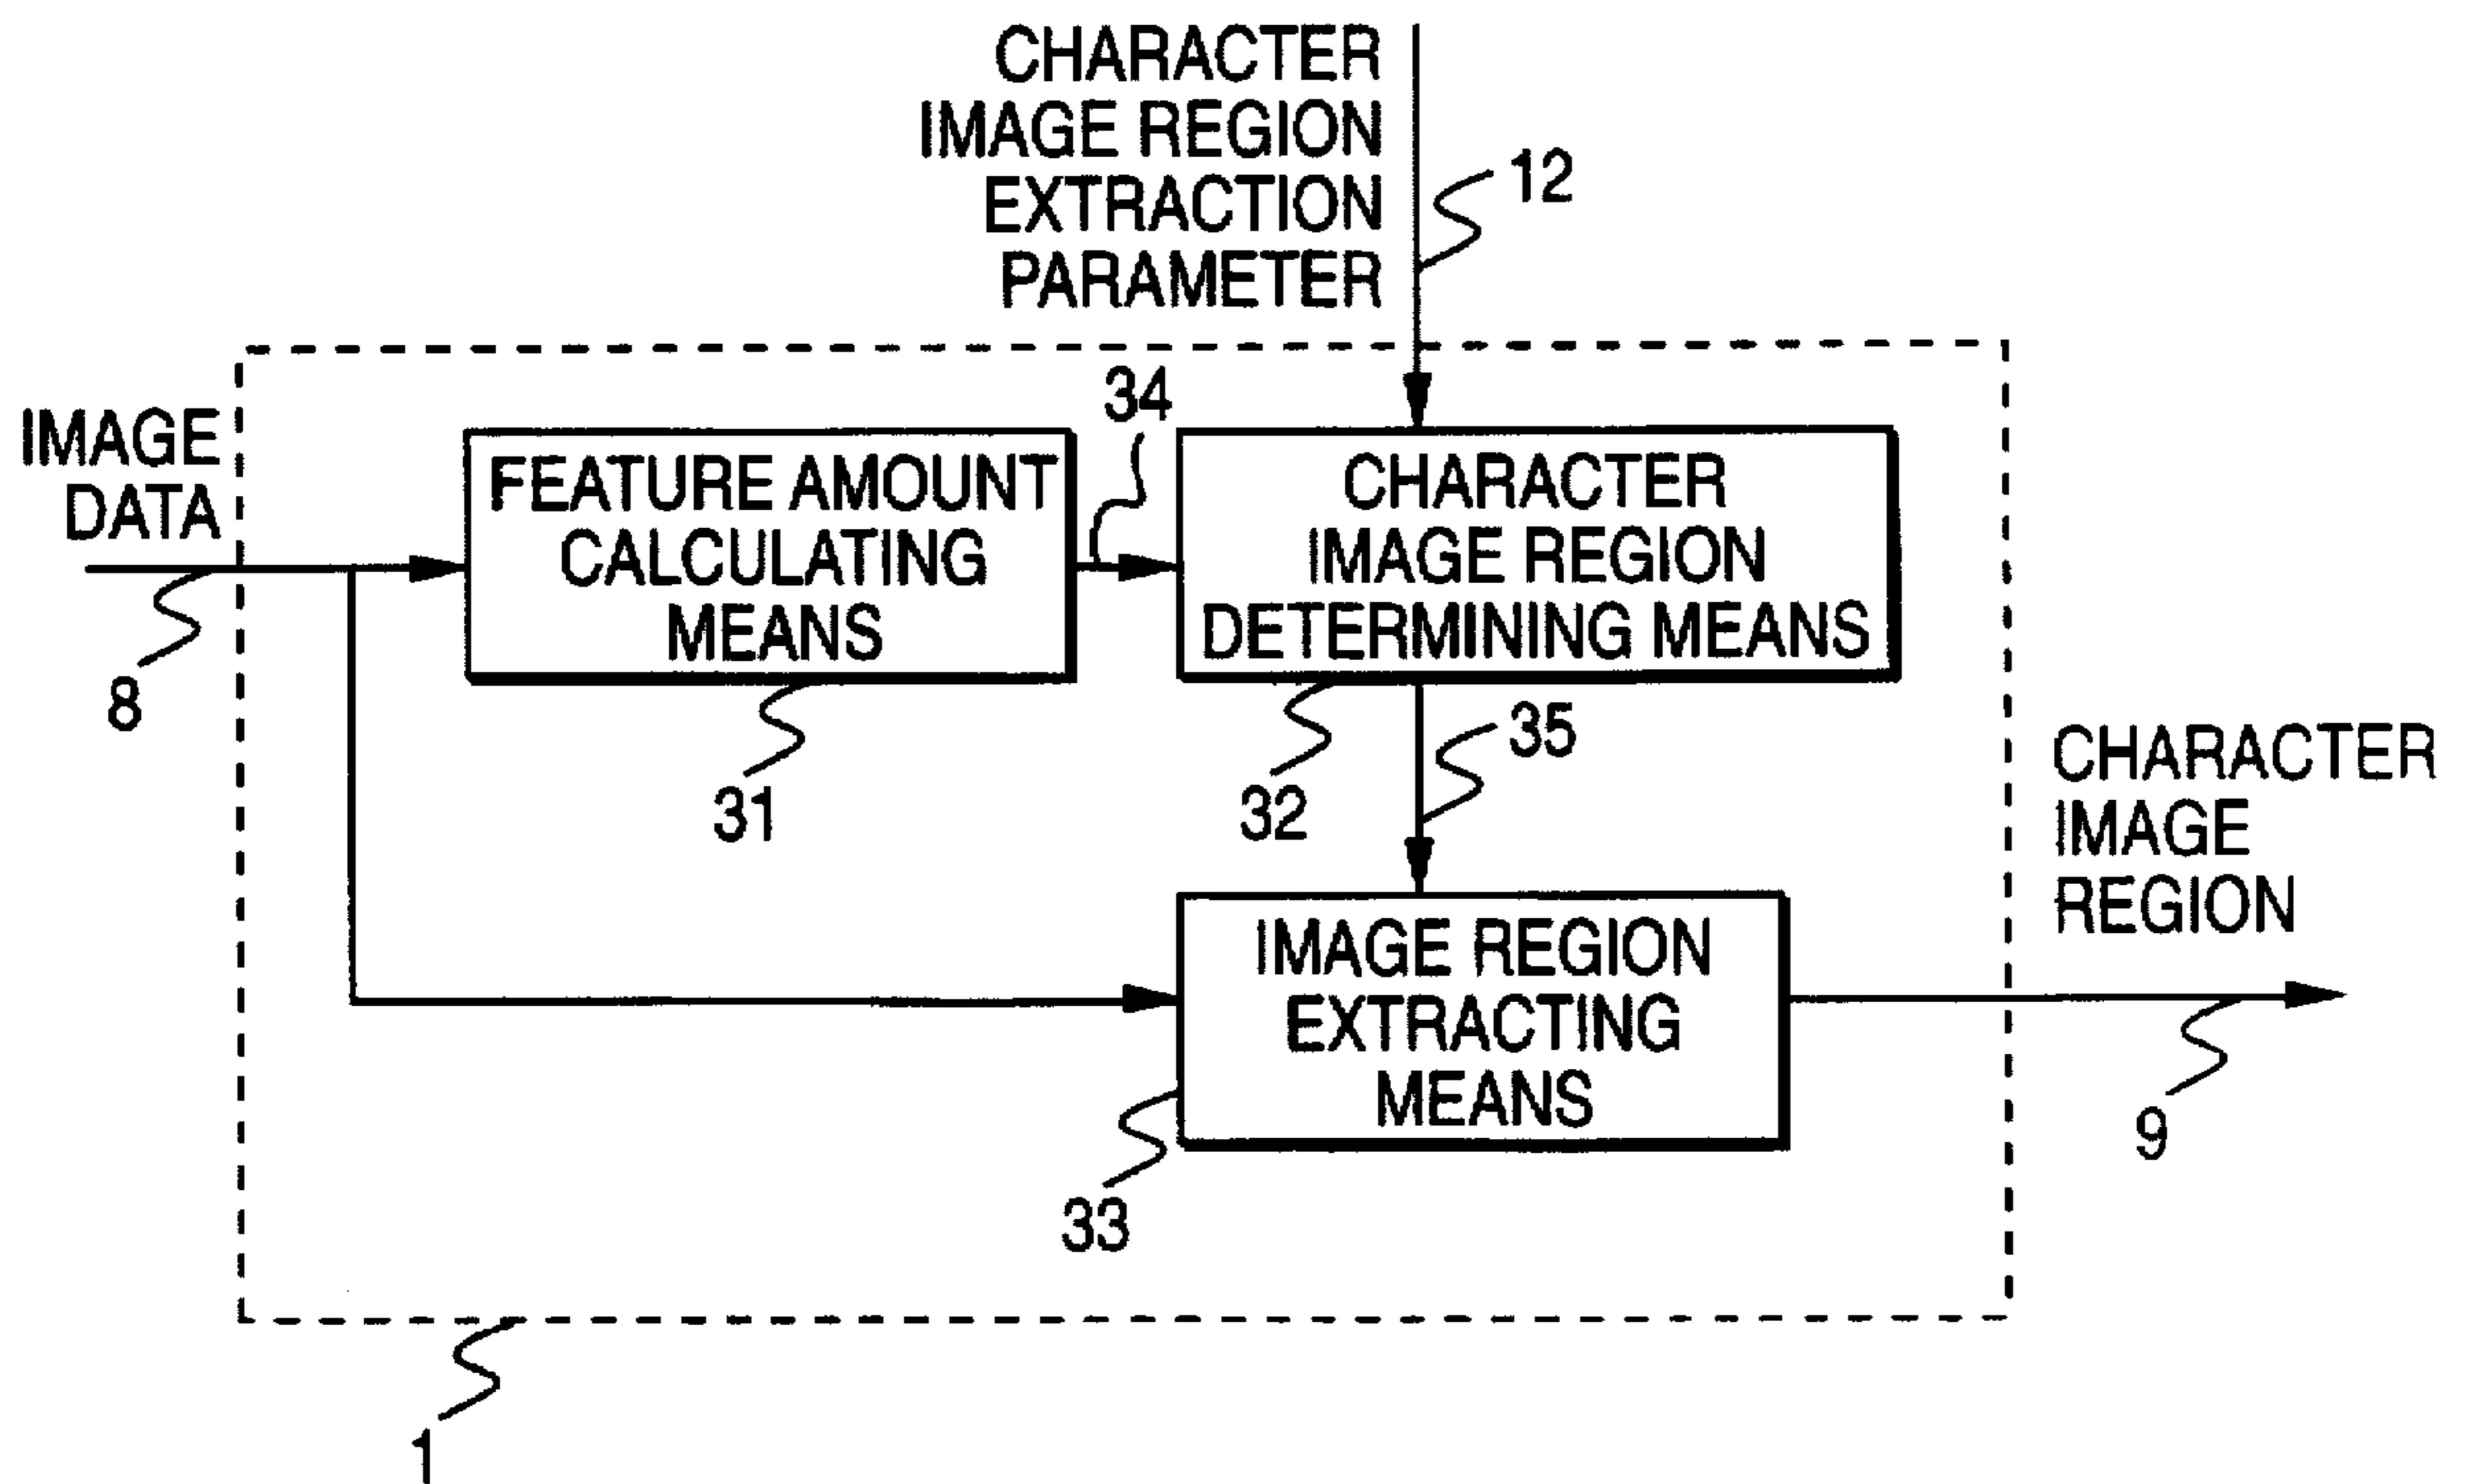 CHARACTER
IMAGE REGION
EXTRACTION
PARAMETER
12
34
IMAGE
DATA
FEATURE AMOUNT
CALCULATING
MEANS
CHARACTER
IMAGE REGION
DETERMINING MEANS
8
31
32
35
CHARACTER
IMAGE
REGION
IMAGE REGION
EXTRACTING
MEANS
33
9
1